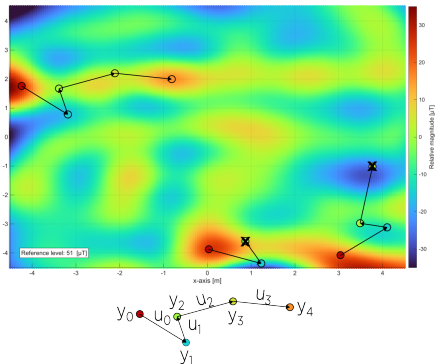 4
3
2
1
0
-1
-2
-3
-4
Reference level: 51 [μT]
-4 -3 -2 -1 0 1 2 3 4
x-axis [m]
30
20
10
0
-10
-20
-30
Relative magnitude [μT]
y0 u0 y2 u2 u3 y4
u1 y3
y1